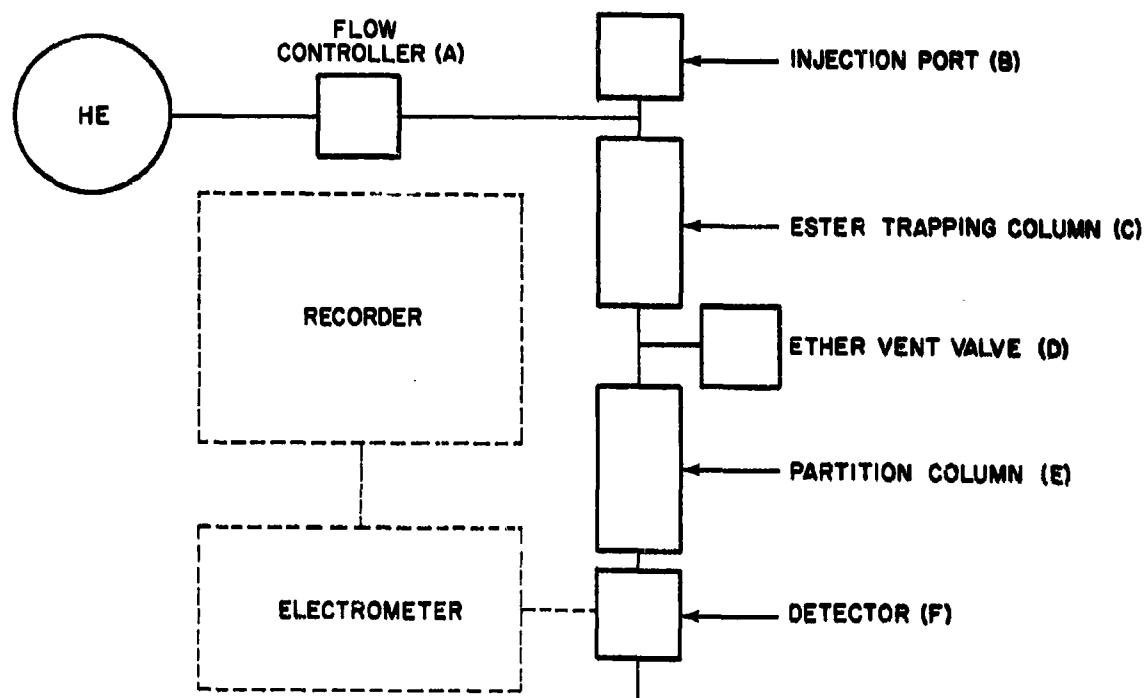 FLOW
CONTROLLER (A)
INJECTION PORT (B)
HE
ESTER TRAPPING COLUMN (C)
RECORDER
ETHER VENT VALVE (D)
PARTITION COLUMN (E)
ELECTROMETER
DETECTOR (F)